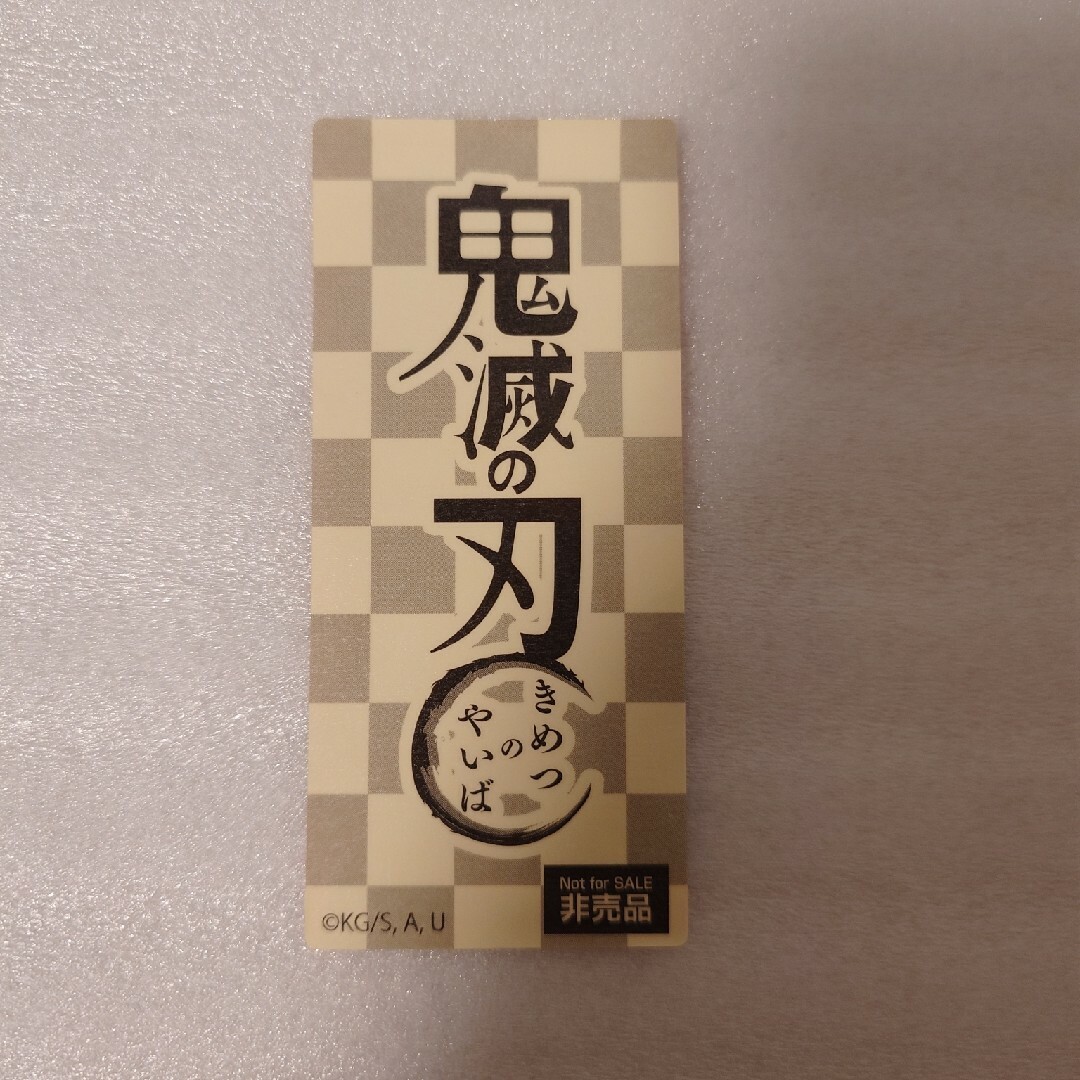 鬼滅の刃
きめつ
の
やいば
Not for SALE
非売品
©KG/S, A, U